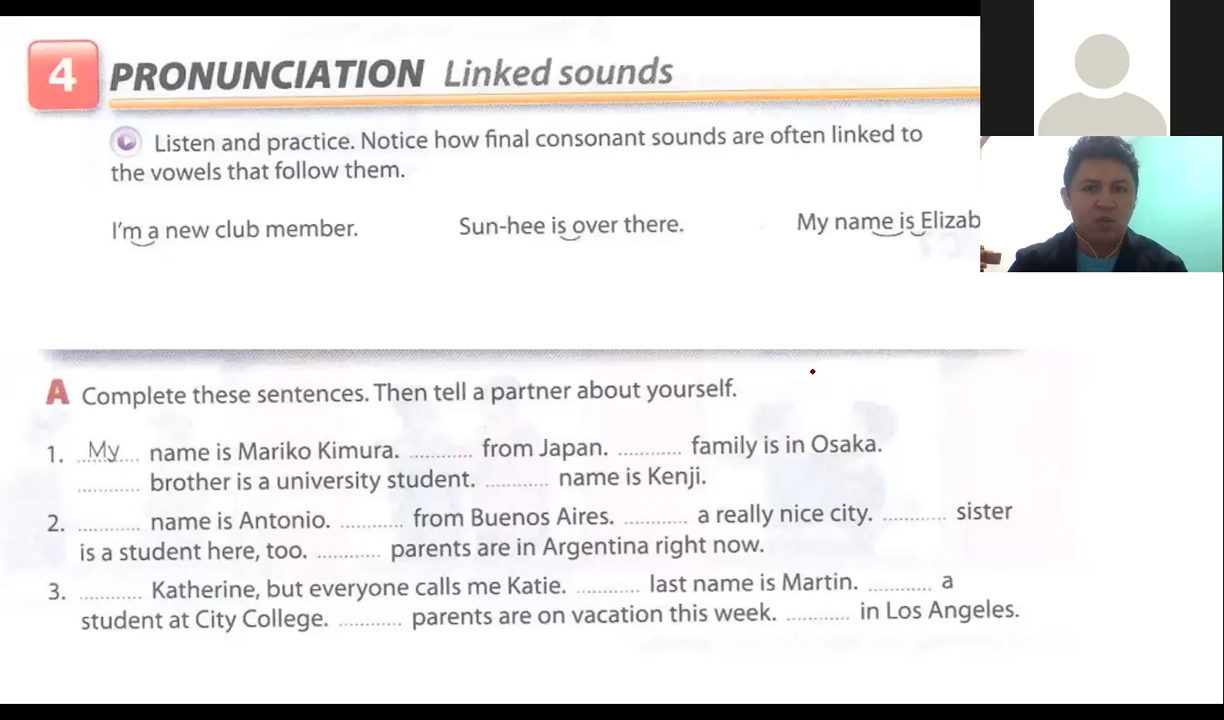 4 PRONUNCIATION Linked sounds
Listen and practice. Notice how final consonant sounds are often linked to
the vowels that follow them.
I'm a new club member. Sun-hee is over there. My name is Elizab
A Complete these sentences. Then tell a partner about yourself.
1. My name is Mariko Kimura. ............ from Japan. ............ family is in Osaka.
............ brother is a university student. ............ name is Kenji.
2. ............ name is Antonio. ............ from Buenos Aires. ............ a really nice city. ............ sister
is a student here, too. ............ parents are in Argentina right now.
3. ............ Katherine, but everyone calls me Katie. ............ last name is Martin. ............ a
student at City College. ............ parents are on vacation this week. ............ in Los Angeles.